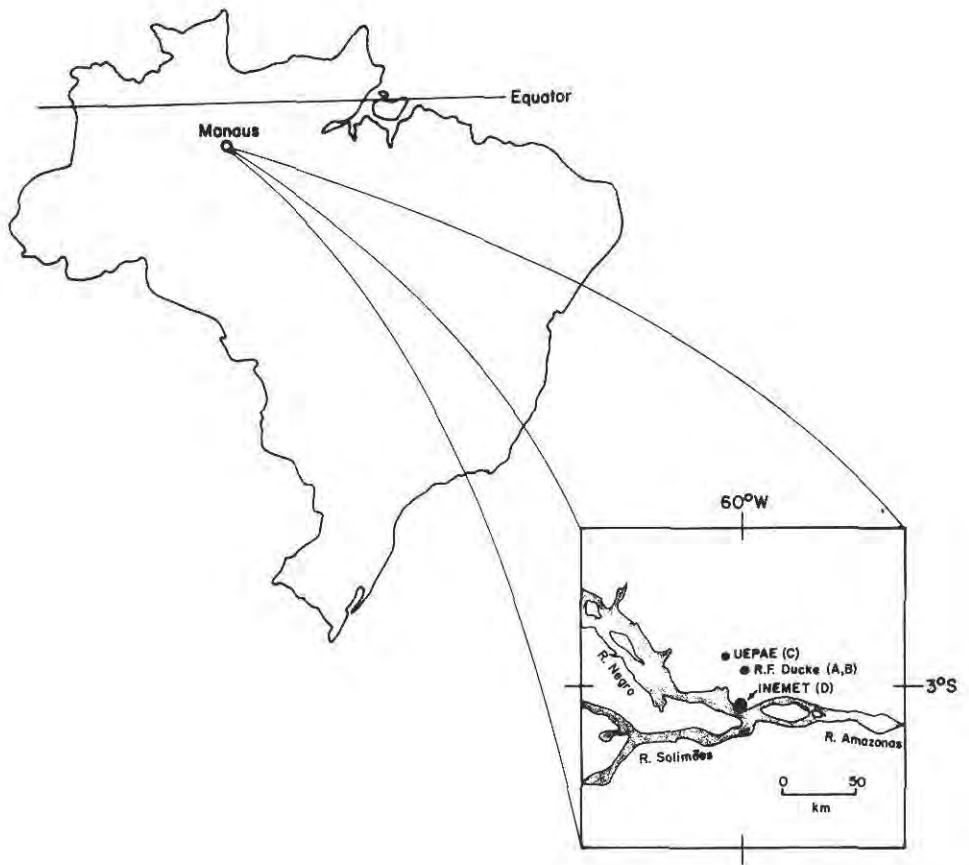 Equator
Manaus
60°W
UEPAE (C)
R.F. Ducke (A,B)
R. Negro
INEMET (D)
3°S
R. Solimões
R. Amazonas
0 50
km